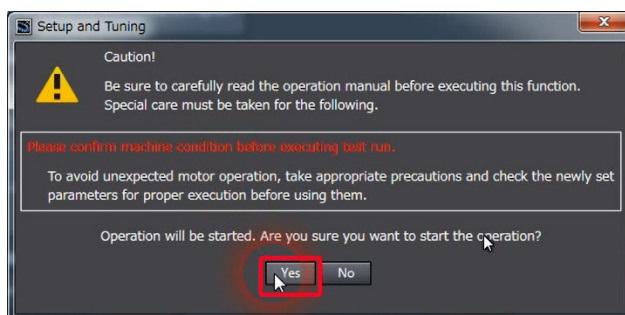 Setup and Tuning
Caution!
Be sure to carefully read the operation manual before executing this function.
Special care must be taken for the following.
Please confirm machine condition before executing test run.
To avoid unexpected motor operation, take appropriate precautions and check the newly set
parameters for proper execution before using them.
Operation will be started. Are you sure you want to start the operation?
Yes No